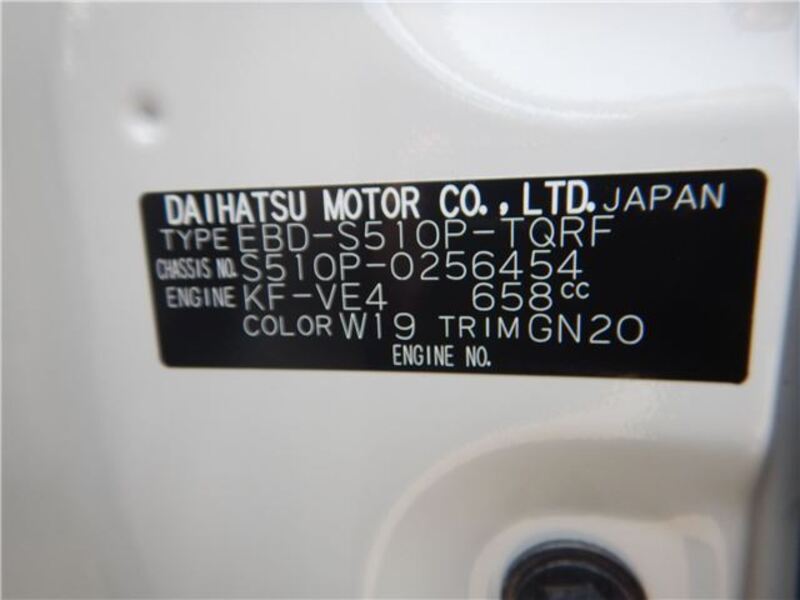 DAIHATSU MOTOR CO., LTD. JAPAN
TYPE EBD-S510P-TQRF
CHASSIS NO. S510P-0256454
ENGINE KF-VE4 658cc
COLOR W19 TRIM GN20
ENGINE NO.